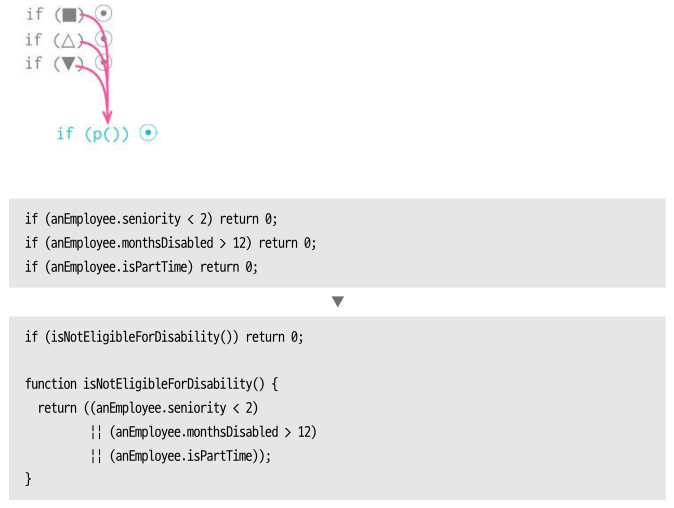 if (■) ⊙
if (△) ⊙
if (▼) ⊙
if (p()) ⊙
if (anEmployee.seniority < 2) return 0;
if (anEmployee.monthsDisabled > 12) return 0;
if (anEmployee.isPartTime) return 0;
▼
if (isNotEligibleForDisability()) return 0;
function isNotEligibleForDisability() {
return ((anEmployee.seniority < 2)
|| (anEmployee.monthsDisabled > 12)
|| (anEmployee.isPartTime));
}